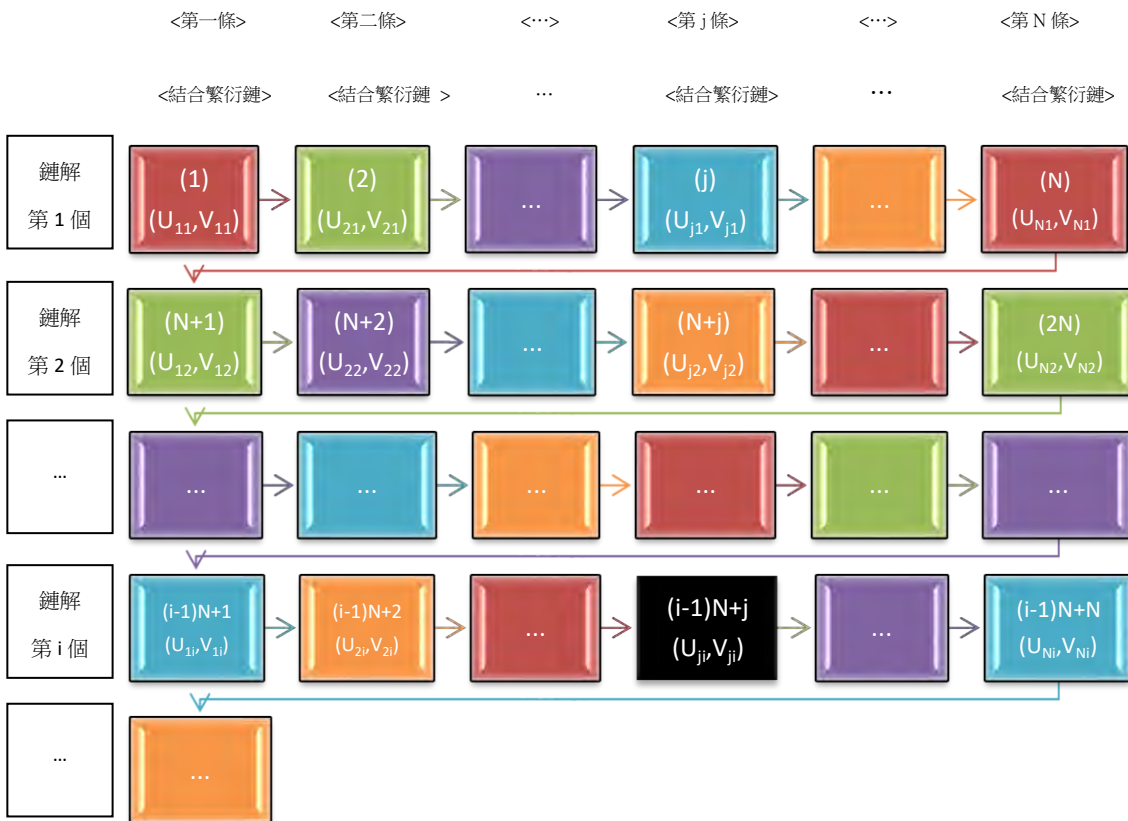 <第一條> <第二條> <⋯> <第 j 條> <⋯> <第 N 條>
<結合繁衍鏈> <結合繁衍鏈 > ⋯ <結合繁衍鏈> ⋯ <結合繁衍鏈>
鏈解
第 1 個
(1)
(U11,V11)
(2)
(U21,V21)
...
(j)
(Uj1,Vj1)
...
(N)
(UN1,VN1)
鏈解
第 2 個
(N+1)
(U12,V12)
(N+2)
(U22,V22)
...
(N+j)
(Uj2,Vj2)
...
(2N)
(UN2,VN2)
...
...
...
...
...
...
...
鏈解
第 i 個
(i-1)N+1
(U1i,V1i)
(i-1)N+2
(U2i,V2i)
...
(i-1)N+j
(Uji,Vji)
...
(i-1)N+N
(UNi,VNi)
...
...